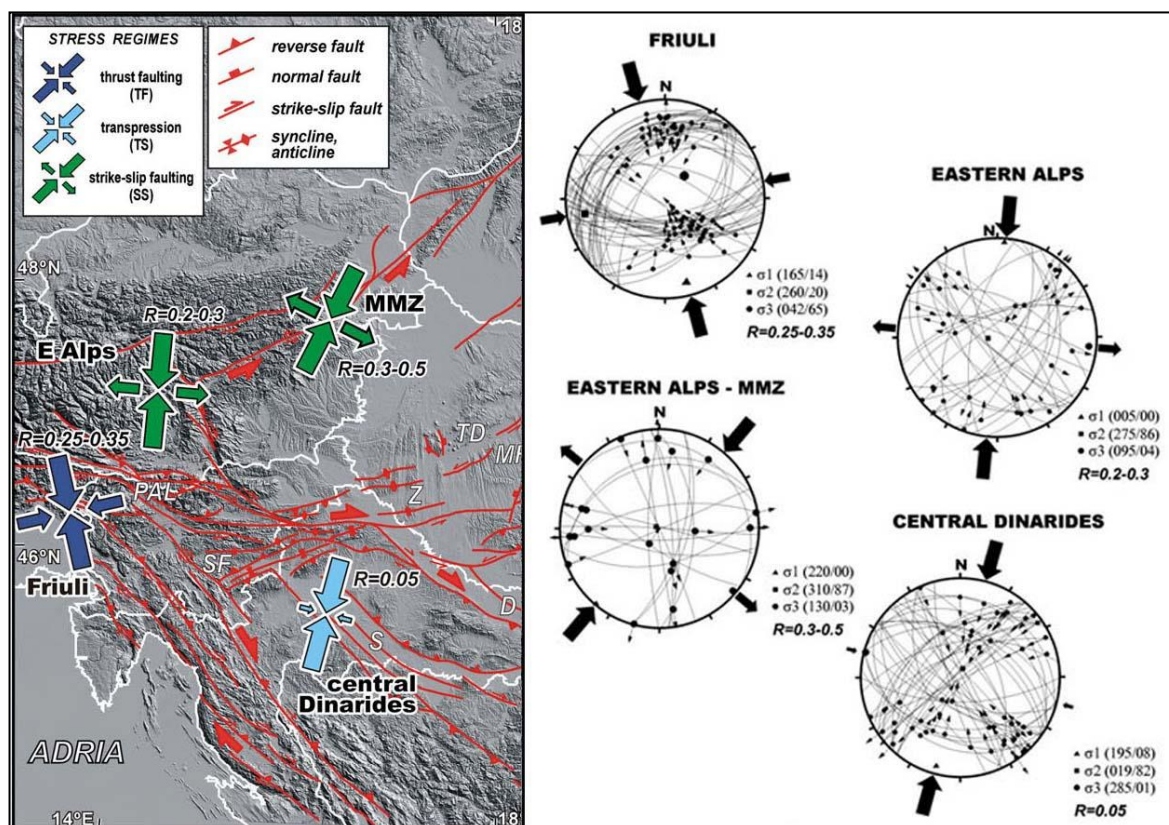 18
STRESS REGIMES
thrust faulting
(TF)
transpression
(TS)
strike-slip faulting
(SS)
reverse fault
normal fault
strike-slip fault
syncline,
anticline
48°N
R=0.2-0.3
MMZ
E Alps
R=0.3-0.5
R=0.25-0.35
TD
PAL
Z
46°N
SF
R=0.05
Friuli
D
S
central
Dinarides
ADRIA
14°E
18
FRIULI
N
σ1 (165/14)
σ2 (260/20)
σ3 (042/65)
R=0.25-0.35
EASTERN ALPS
N
σ1 (005/00)
σ2 (275/86)
σ3 (095/04)
R=0.2-0.3
EASTERN ALPS - MMZ
N
σ1 (220/00)
σ2 (310/87)
σ3 (130/03)
R=0.3-0.5
CENTRAL DINARIDES
N
σ1 (195/08)
σ2 (019/82)
σ3 (285/01)
R=0.05